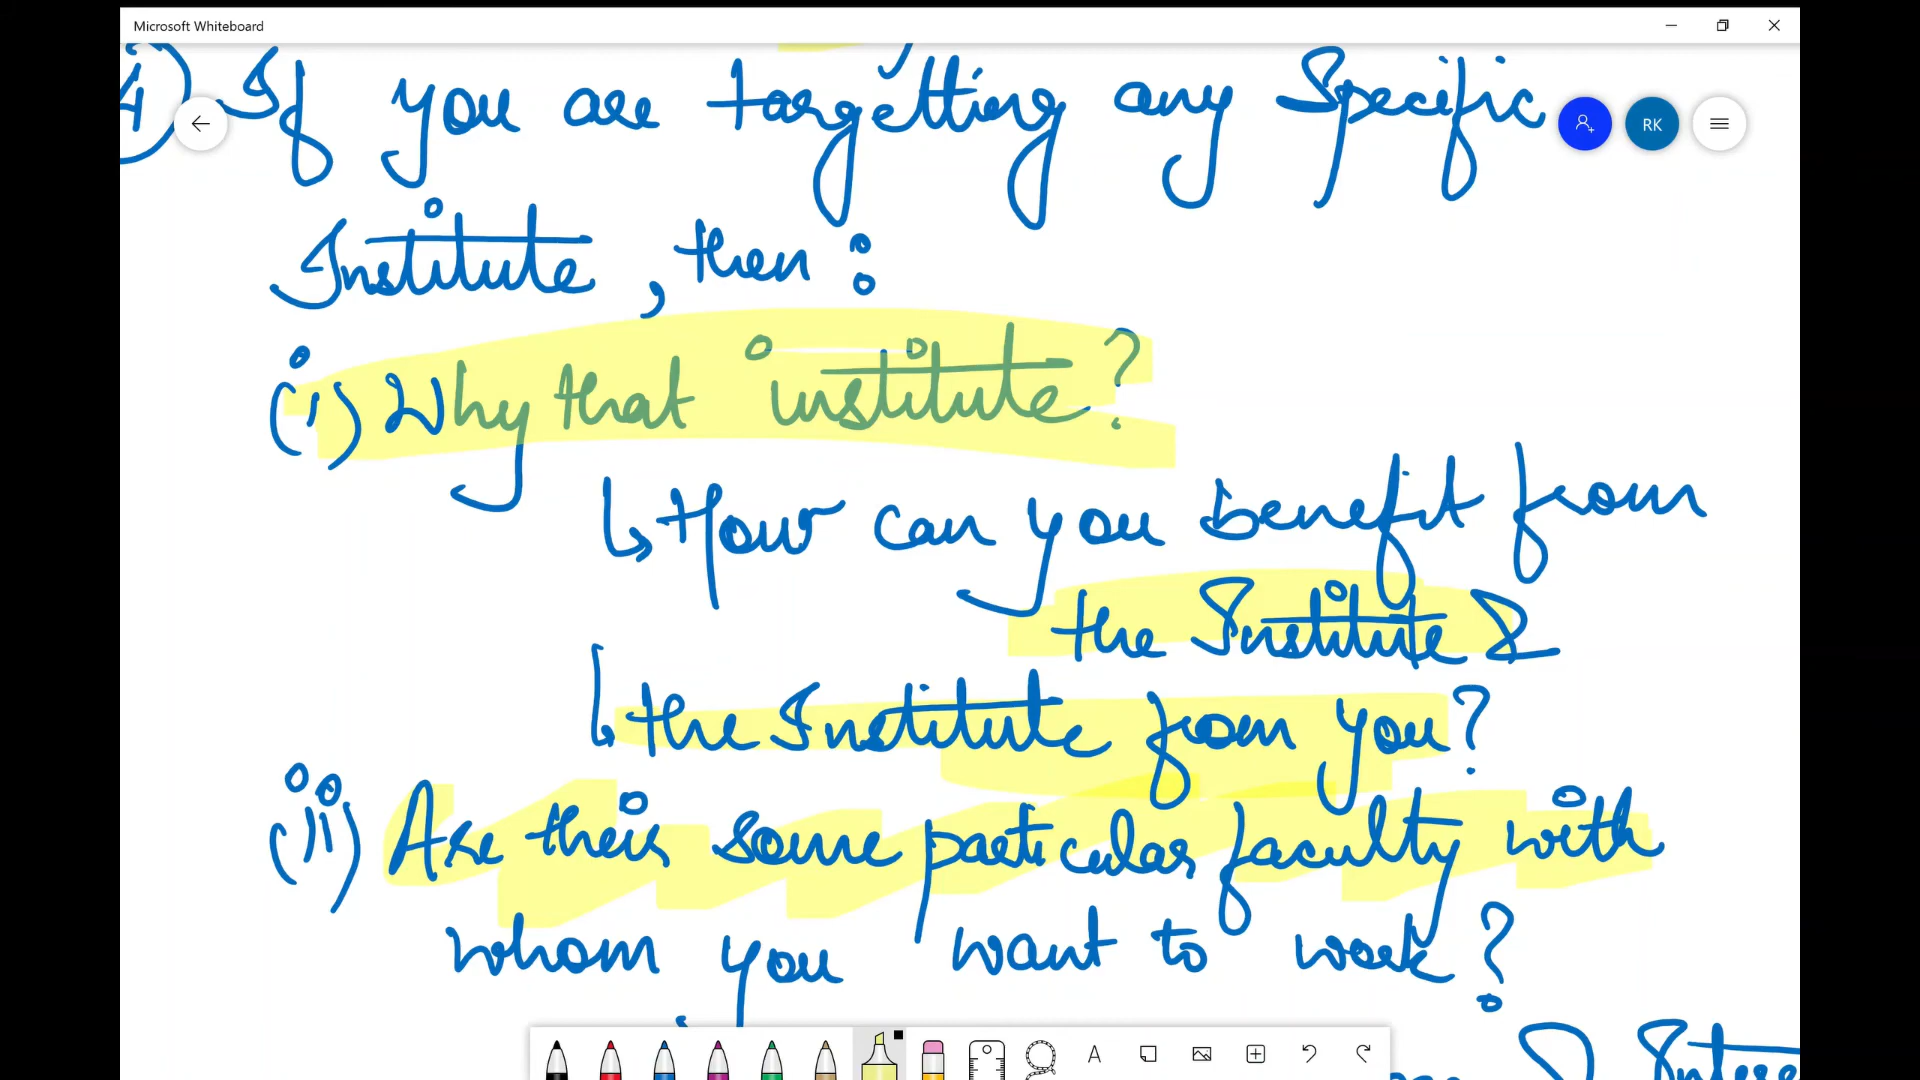 Microsoft Whiteboard
4) If you are targetting any Specific
RK
Institute, then :
(i) Why that institute?
↳ How can you benefit from
the Institute &
↳ the Institute from you?
(ii) Are their some particular faculty with
whom you want to work?
A